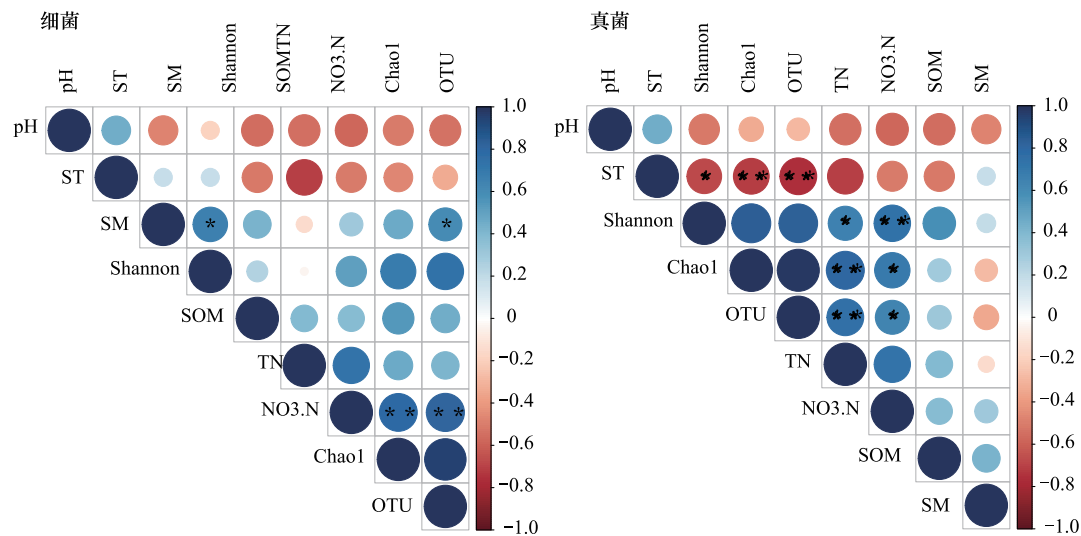 细菌
pH
ST
SM
Shannon
SOMTN
NO3.N
Chao1
OTU
pH
ST
SM
*
*
Shannon
SOM
TN
NO3.N
* *
* *
Chao1
OTU
1.0
0.8
0.6
0.4
0.2
0
−0.2
−0.4
−0.6
−0.8
−1.0
真菌
pH
ST
Shannon
Chao1
OTU
TN
NO3.N
SOM
SM
pH
ST
*
* *
* *
Shannon
*
* *
Chao1
* *
*
OTU
* *
*
TN
NO3.N
SOM
SM
1.0
0.8
0.6
0.4
0.2
0
−0.2
−0.4
−0.6
−0.8
−1.0